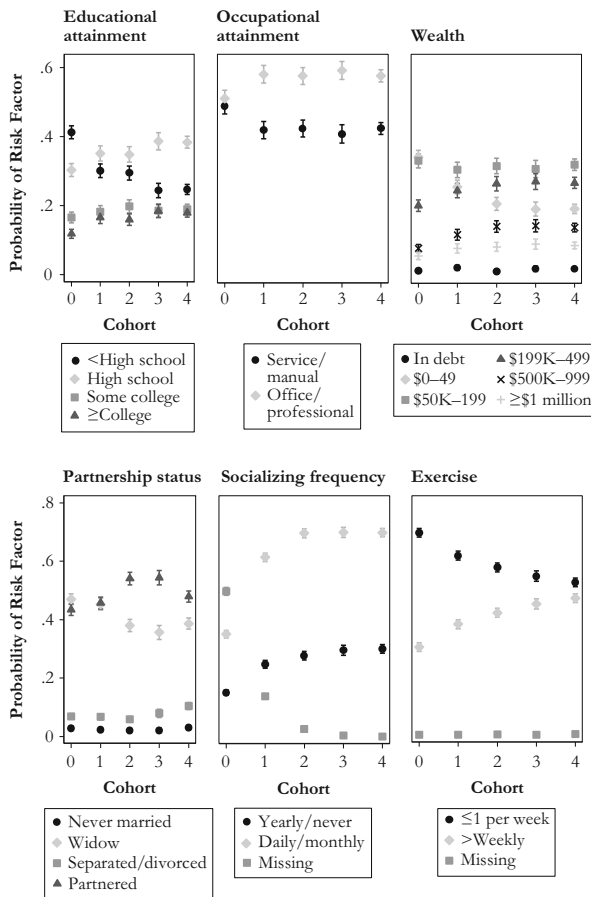 Educational
attainment
Occupational
attainment
Wealth
Probability of Risk Factor
.6
.4
.2
0
0 1 2 3 4
0 1 2 3 4
0 1 2 3 4
Cohort
Cohort
Cohort
<High school
High school
Some college
≥College
Service/
manual
Office/
professional
In debt
$0–49
$50K–199
$199K–499
$500K–999
≥$1 million
Partnership status
Socializing frequency
Exercise
Probability of Risk Factor
.8
.6
.4
.2
0
0 1 2 3 4
0 1 2 3 4
0 1 2 3 4
Cohort
Cohort
Cohort
Never married
Widow
Separated/divorced
Partnered
Yearly/never
Daily/monthly
Missing
≤1 per week
>Weekly
Missing